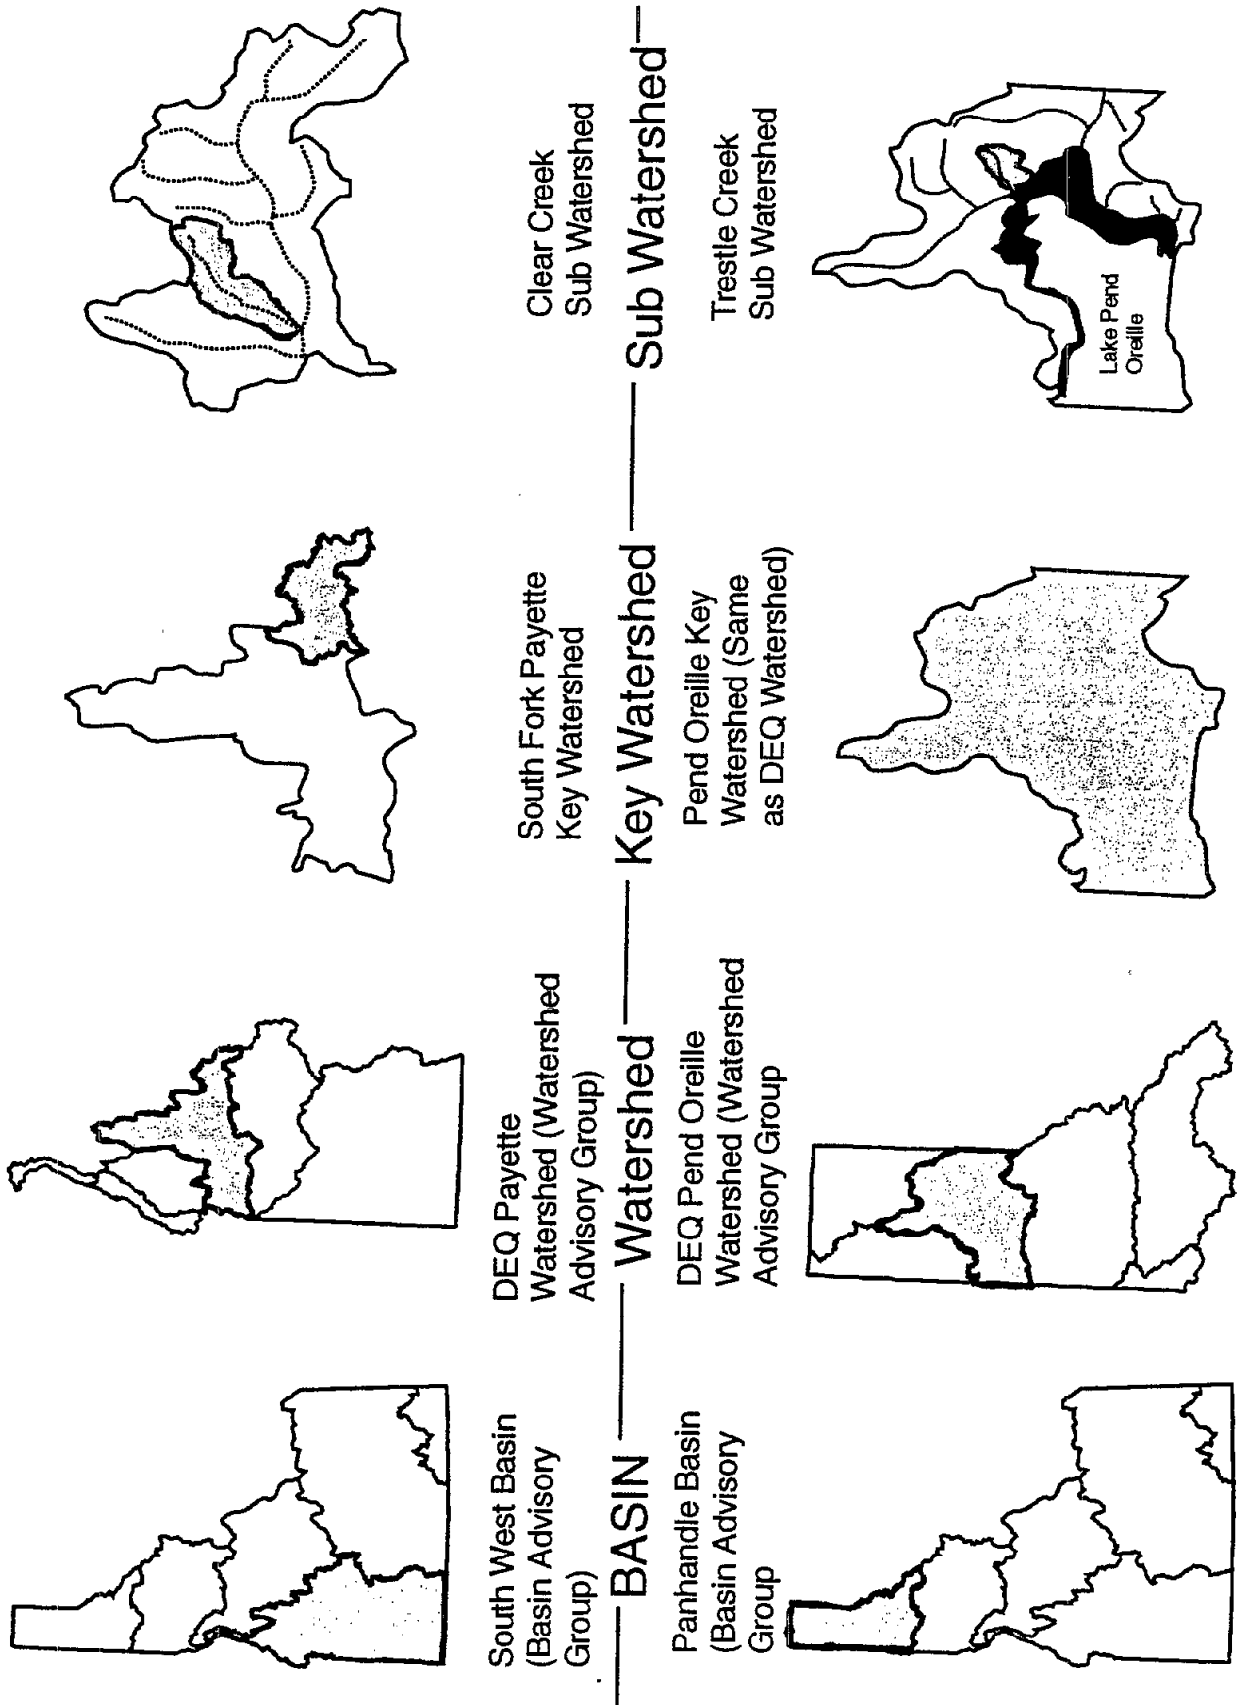 South West Basin
(Basin Advisory
Group)
DEQ Payette
Watershed (Watershed
Advisory Group)
South Fork Payette
Key Watershed
Clear Creek
Sub Watershed
BASIN
Watershed
Key Watershed
Sub Watershed
Panhandle Basin
(Basin Advisory
Group
DEQ Pend Oreille
Watershed (Watershed
Advisory Group
Pend Oreille Key
Watershed (Same
as DEQ Watershed)
Trestle Creek
Sub Watershed
Lake Pend
Oreille